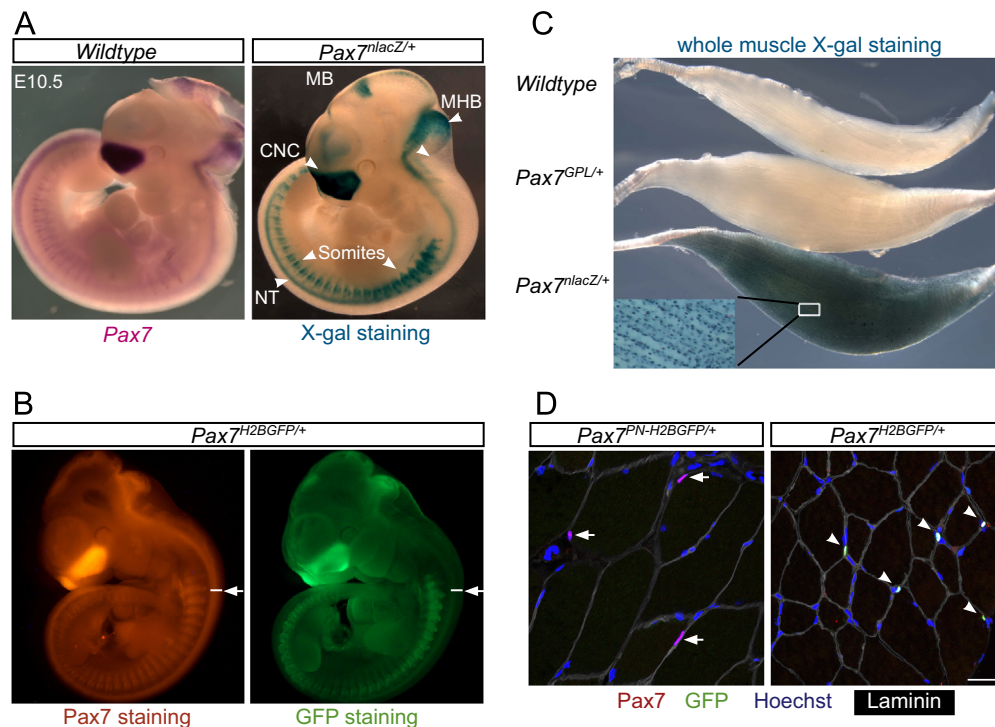 A
Wildtype
Pax7nlacZ/+
E10.5
MB
MHB
CNC
Somites
NT
Pax7
X-gal staining
B
Pax7H2BGFP/+
Pax7 staining
GFP staining
C
whole muscle X-gal staining
Wildtype
Pax7GPL/+
Pax7nlacZ/+
D
Pax7PN-H2BGFP/+
Pax7H2BGFP/+
Pax7 GFP Hoechst Laminin